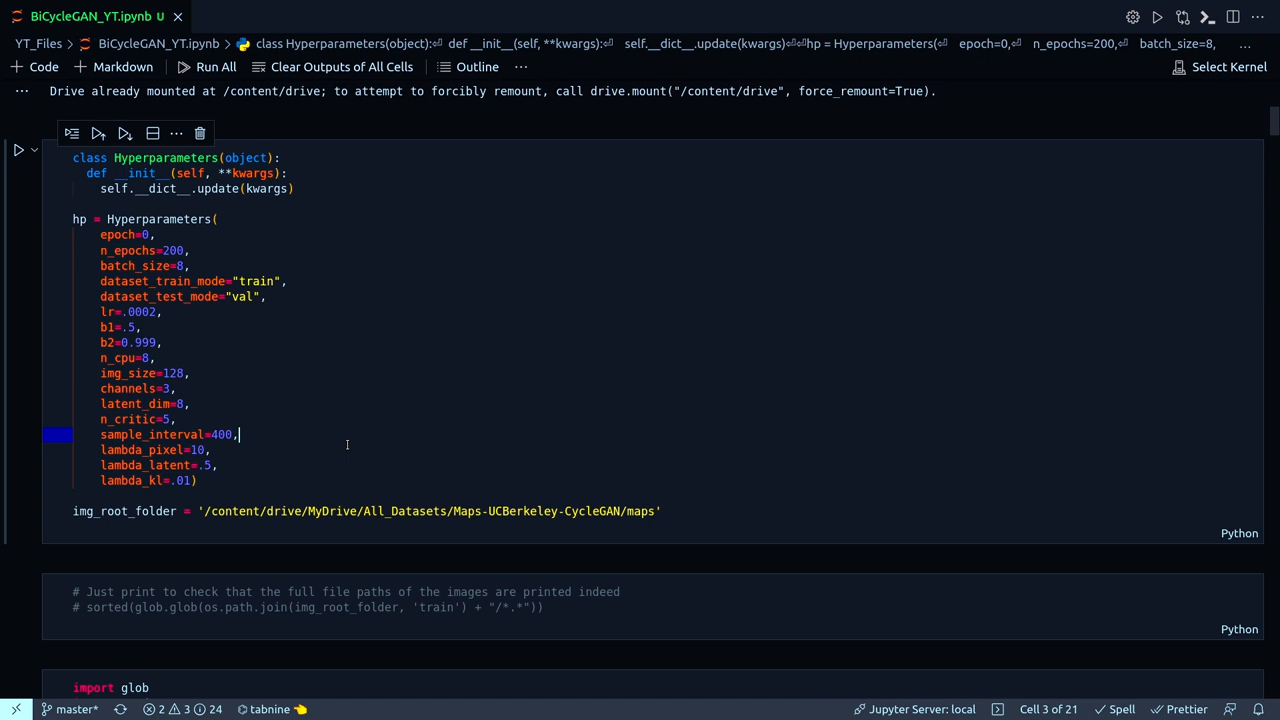 BiCycleGAN_YT.ipynb U
YT_Files > BiCycleGAN_YT.ipynb > class Hyperparameters(object):⏎ def __init__(self, **kwargs):⏎ self.__dict__.update(kwargs)⏎⏎hp = Hyperparameters(⏎ epoch=0,⏎ n_epochs=200,⏎ batch_size=8, ...
+ Code + Markdown Run All Clear Outputs of All Cells Outline ... Select Kernel
... Drive already mounted at /content/drive; to attempt to forcibly remount, call drive.mount("/content/drive", force_remount=True).
class Hyperparameters(object):
def __init__(self, **kwargs):
self.__dict__.update(kwargs)
hp = Hyperparameters(
epoch=0,
n_epochs=200,
batch_size=8,
dataset_train_mode="train",
dataset_test_mode="val",
lr=.0002,
b1=.5,
b2=0.999,
n_cpu=8,
img_size=128,
channels=3,
latent_dim=8,
n_critic=5,
sample_interval=400,
lambda_pixel=10,
lambda_latent=.5,
lambda_kl=.01)
img_root_folder = '/content/drive/MyDrive/All_Datasets/Maps-UCBerkeley-CycleGAN/maps'
Python
# Just print to check that the full file paths of the images are printed indeed
# sorted(glob.glob(os.path.join(img_root_folder, 'train') + "/*.*"))
Python
import glob
master* 2 3 24 tabnine Jupyter Server: local Cell 3 of 21 Spell Prettier